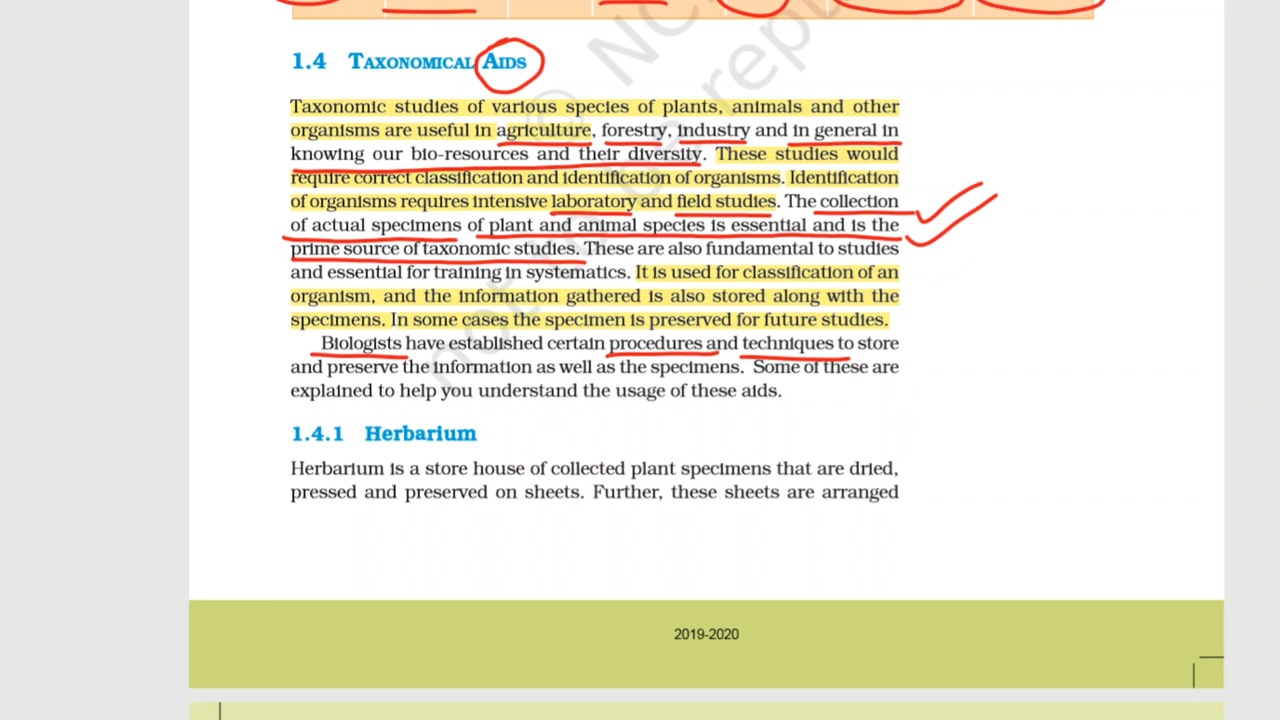 1.4 TAXONOMICAL AIDS
Taxonomic studies of various species of plants, animals and other
organisms are useful in agriculture, forestry, industry and in general in
knowing our bio-resources and their diversity. These studies would
require correct classification and identification of organisms. Identification
of organisms requires intensive laboratory and field studies. The collection
of actual specimens of plant and animal species is essential and is the
prime source of taxonomic studies. These are also fundamental to studies
and essential for training in systematics. It is used for classification of an
organism, and the information gathered is also stored along with the
specimens. In some cases the specimen is preserved for future studies.
Biologists have established certain procedures and techniques to store
and preserve the information as well as the specimens. Some of these are
explained to help you understand the usage of these aids.
1.4.1 Herbarium
Herbarium is a store house of collected plant specimens that are dried,
pressed and preserved on sheets. Further, these sheets are arranged
2019-2020